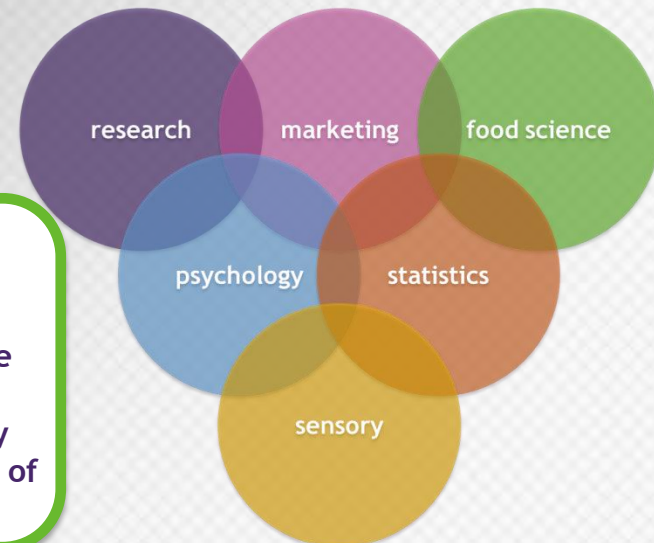 research
marketing
food science
psychology
statistics
sensory
of